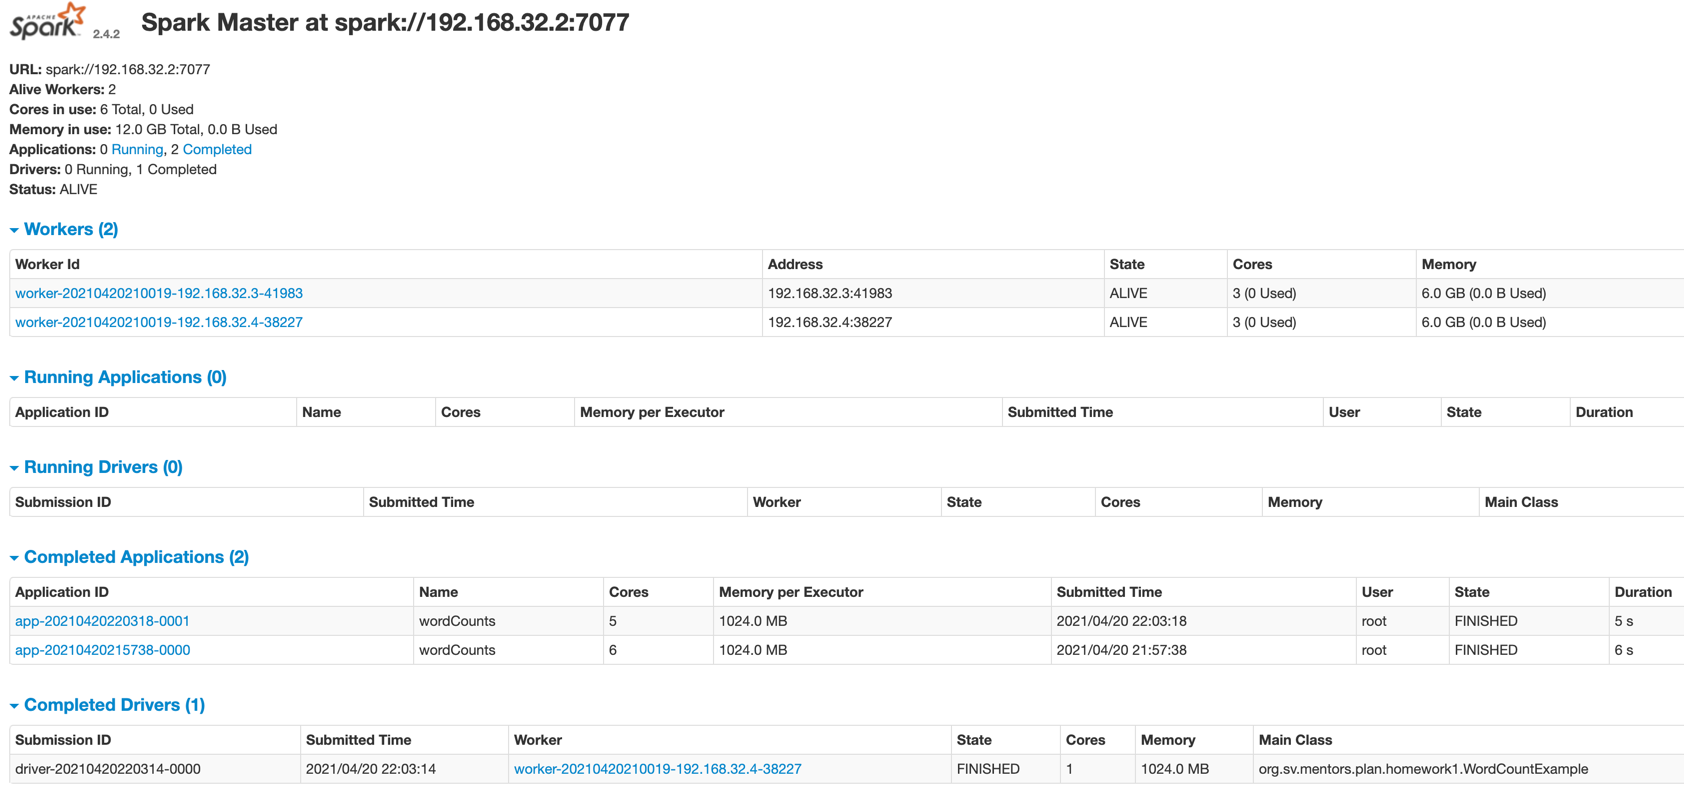 APACHE
Spark 2.4.2 Spark Master at spark://192.168.32.2:7077
URL: spark://192.168.32.2:7077
Alive Workers: 2
Cores in use: 6 Total, 0 Used
Memory in use: 12.0 GB Total, 0.0 B Used
Applications: 0 Running, 2 Completed
Drivers: 0 Running, 1 Completed
Status: ALIVE
Workers (2)
Worker Id Address State Cores Memory
worker-20210420210019-192.168.32.3-41983 192.168.32.3:41983 ALIVE 3 (0 Used) 6.0 GB (0.0 B Used)
worker-20210420210019-192.168.32.4-38227 192.168.32.4:38227 ALIVE 3 (0 Used) 6.0 GB (0.0 B Used)
Running Applications (0)
Application ID Name Cores Memory per Executor Submitted Time User State Duration
Running Drivers (0)
Submission ID Submitted Time Worker State Cores Memory Main Class
Completed Applications (2)
Application ID Name Cores Memory per Executor Submitted Time User State Duration
app-20210420220318-0001 wordCounts 5 1024.0 MB 2021/04/20 22:03:18 root FINISHED 5 s
app-20210420215738-0000 wordCounts 6 1024.0 MB 2021/04/20 21:57:38 root FINISHED 6 s
Completed Drivers (1)
Submission ID Submitted Time Worker State Cores Memory Main Class
driver-20210420220314-0000 2021/04/20 22:03:14 worker-20210420210019-192.168.32.4-38227 FINISHED 1 1024.0 MB org.sv.mentors.plan.homework1.WordCountExample